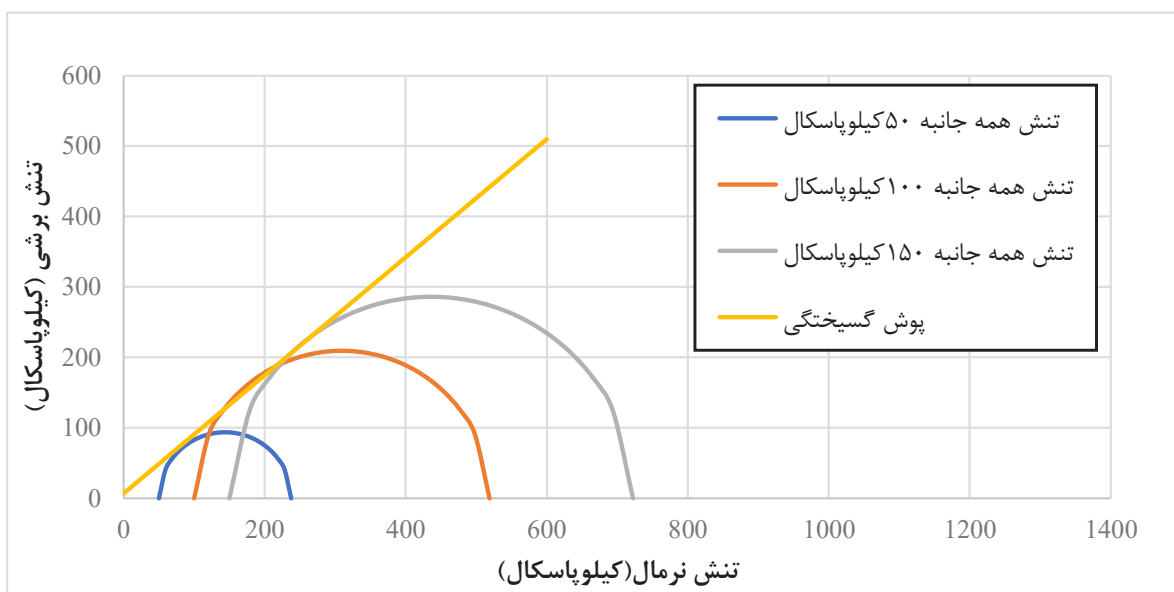 600
500
400
300
200
100
0
تنش برشی (کیلوپاسکال)
0 200 400 600 800 1000 1200 1400
تنش نرمال(کیلوپاسکال)
تنش همه جانبه ۵۰کیلوپاسکال
تنش همه جانبه ۱۰۰کیلوپاسکال
تنش همه جانبه ۱۵۰کیلوپاسکال
پوش گسیختگی